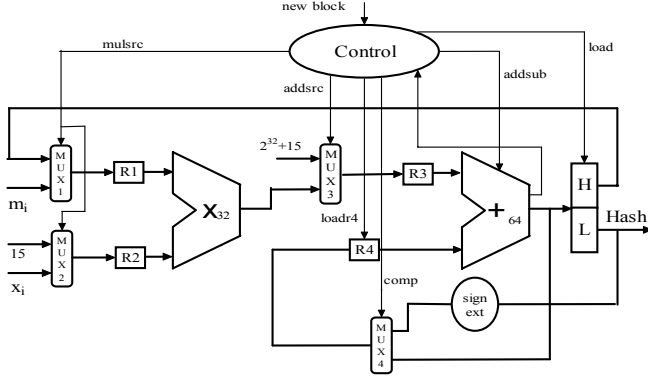 new block
Control
mulsrc
load
addsrc
addsub
2³²+15
MUX1
R1
MUX3
R3
X32
H
mᵢ
loadr4
+ 64
Hash
15
MUX2
R2
R4
L
xᵢ
comp
sign
ext
MUX4